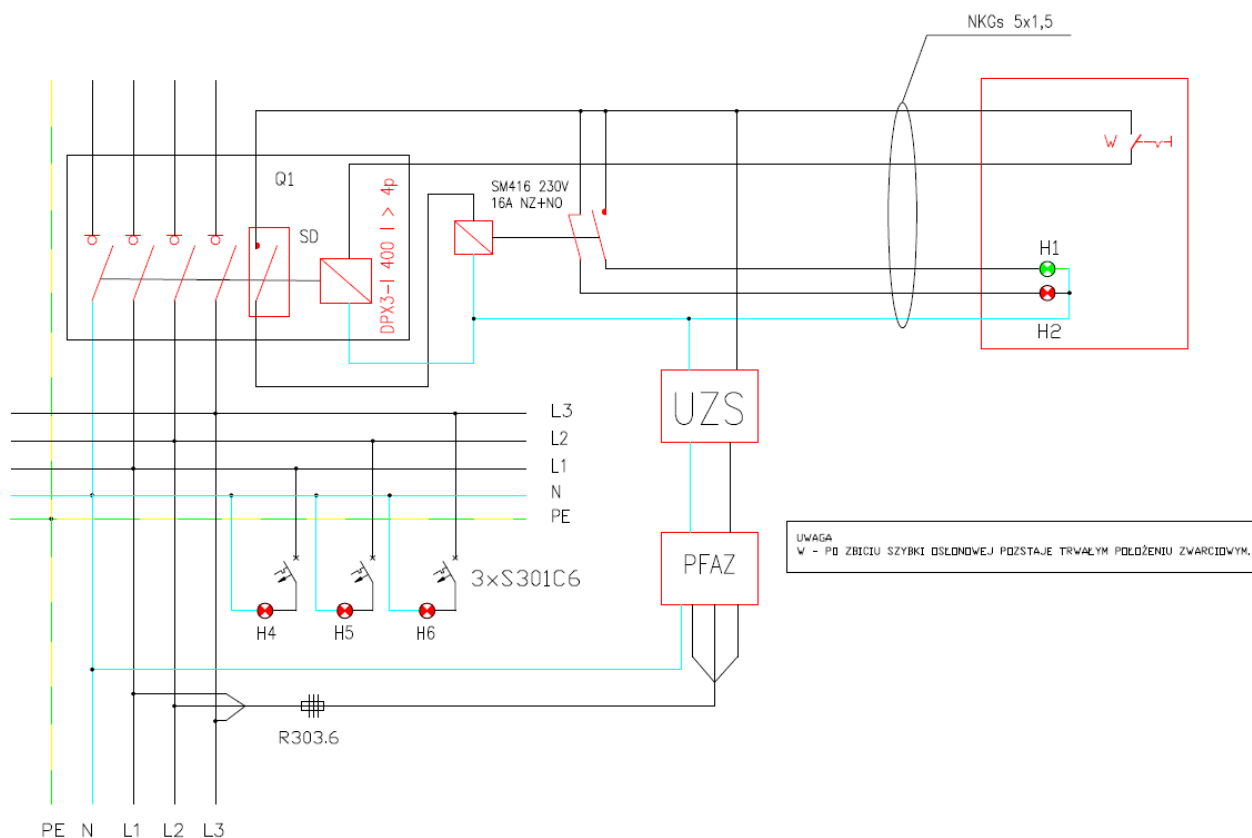 NKGs 5x1,5
W
Q1
SM416 230V
16A NZ+NO
SD
DPX3-I 400 I > 4p
H1
H2
UZS
L3
L2
L1
N
PE
UWAGA
W - PO ZBICIU SZYBKI OSŁONOWEJ POZSTAJE TRWAŁYM POŁOŻENIU ZWARCIOWYM.
PFAZ
3xS301C6
H4
H5
H6
R303.6
PE N L1 L2 L3